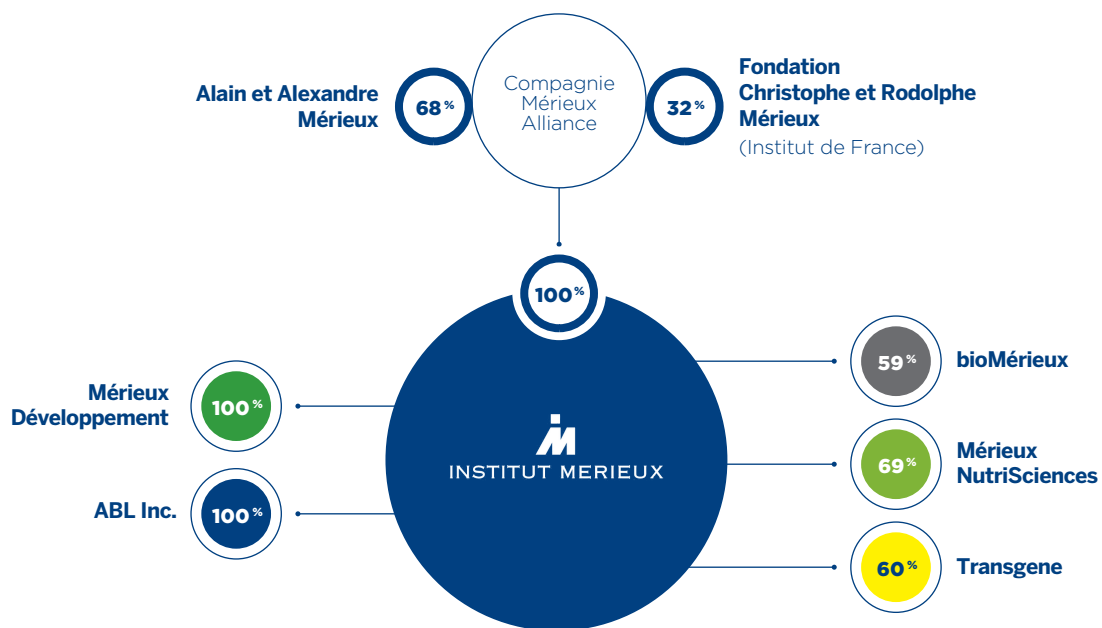 Alain et Alexandre
Mérieux
68 %
Compagnie
Mérieux
Alliance
32 %
Fondation
Christophe et Rodolphe
Mérieux
(Institut de France)
100 %
Mérieux
Développement
100 %
ABL Inc.
100 %
INSTITUT MERIEUX
59 %
bioMérieux
69 %
Mérieux
NutriSciences
60 %
Transgene